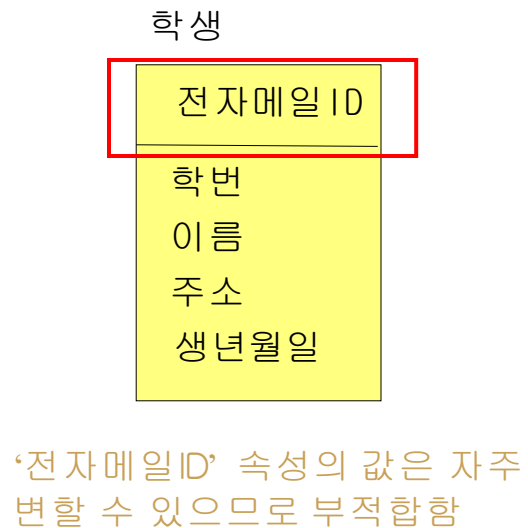 학생
전자메일ID
학번
이름
주소
생년월일
‘전자메일ID’ 속성의 값은 자주
변할 수 있으므로 부적합함